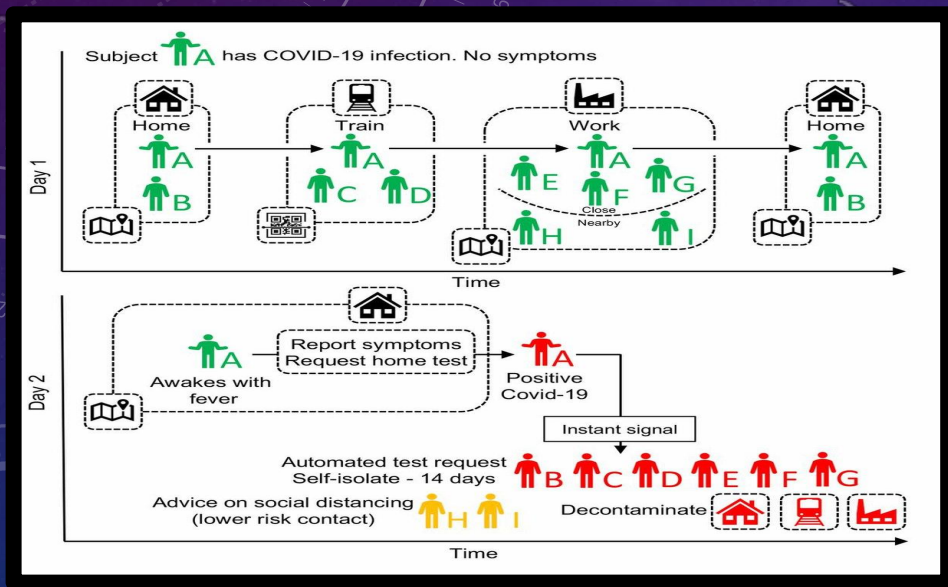 Subject A has COVID-19 infection. No symptoms
Day 1
Home
A
B
Train
A
C D
Work
A
E F G
Close
Nearby
H I
Home
A
B
Time
Day 2
A
Awakes with
fever
Report symptoms
Request home test
A
Positive
Covid-19
Instant signal
Automated test request
Self-isolate - 14 days
B C D E F G
Advice on social distancing
(lower risk contact)
H I
Decontaminate
Time